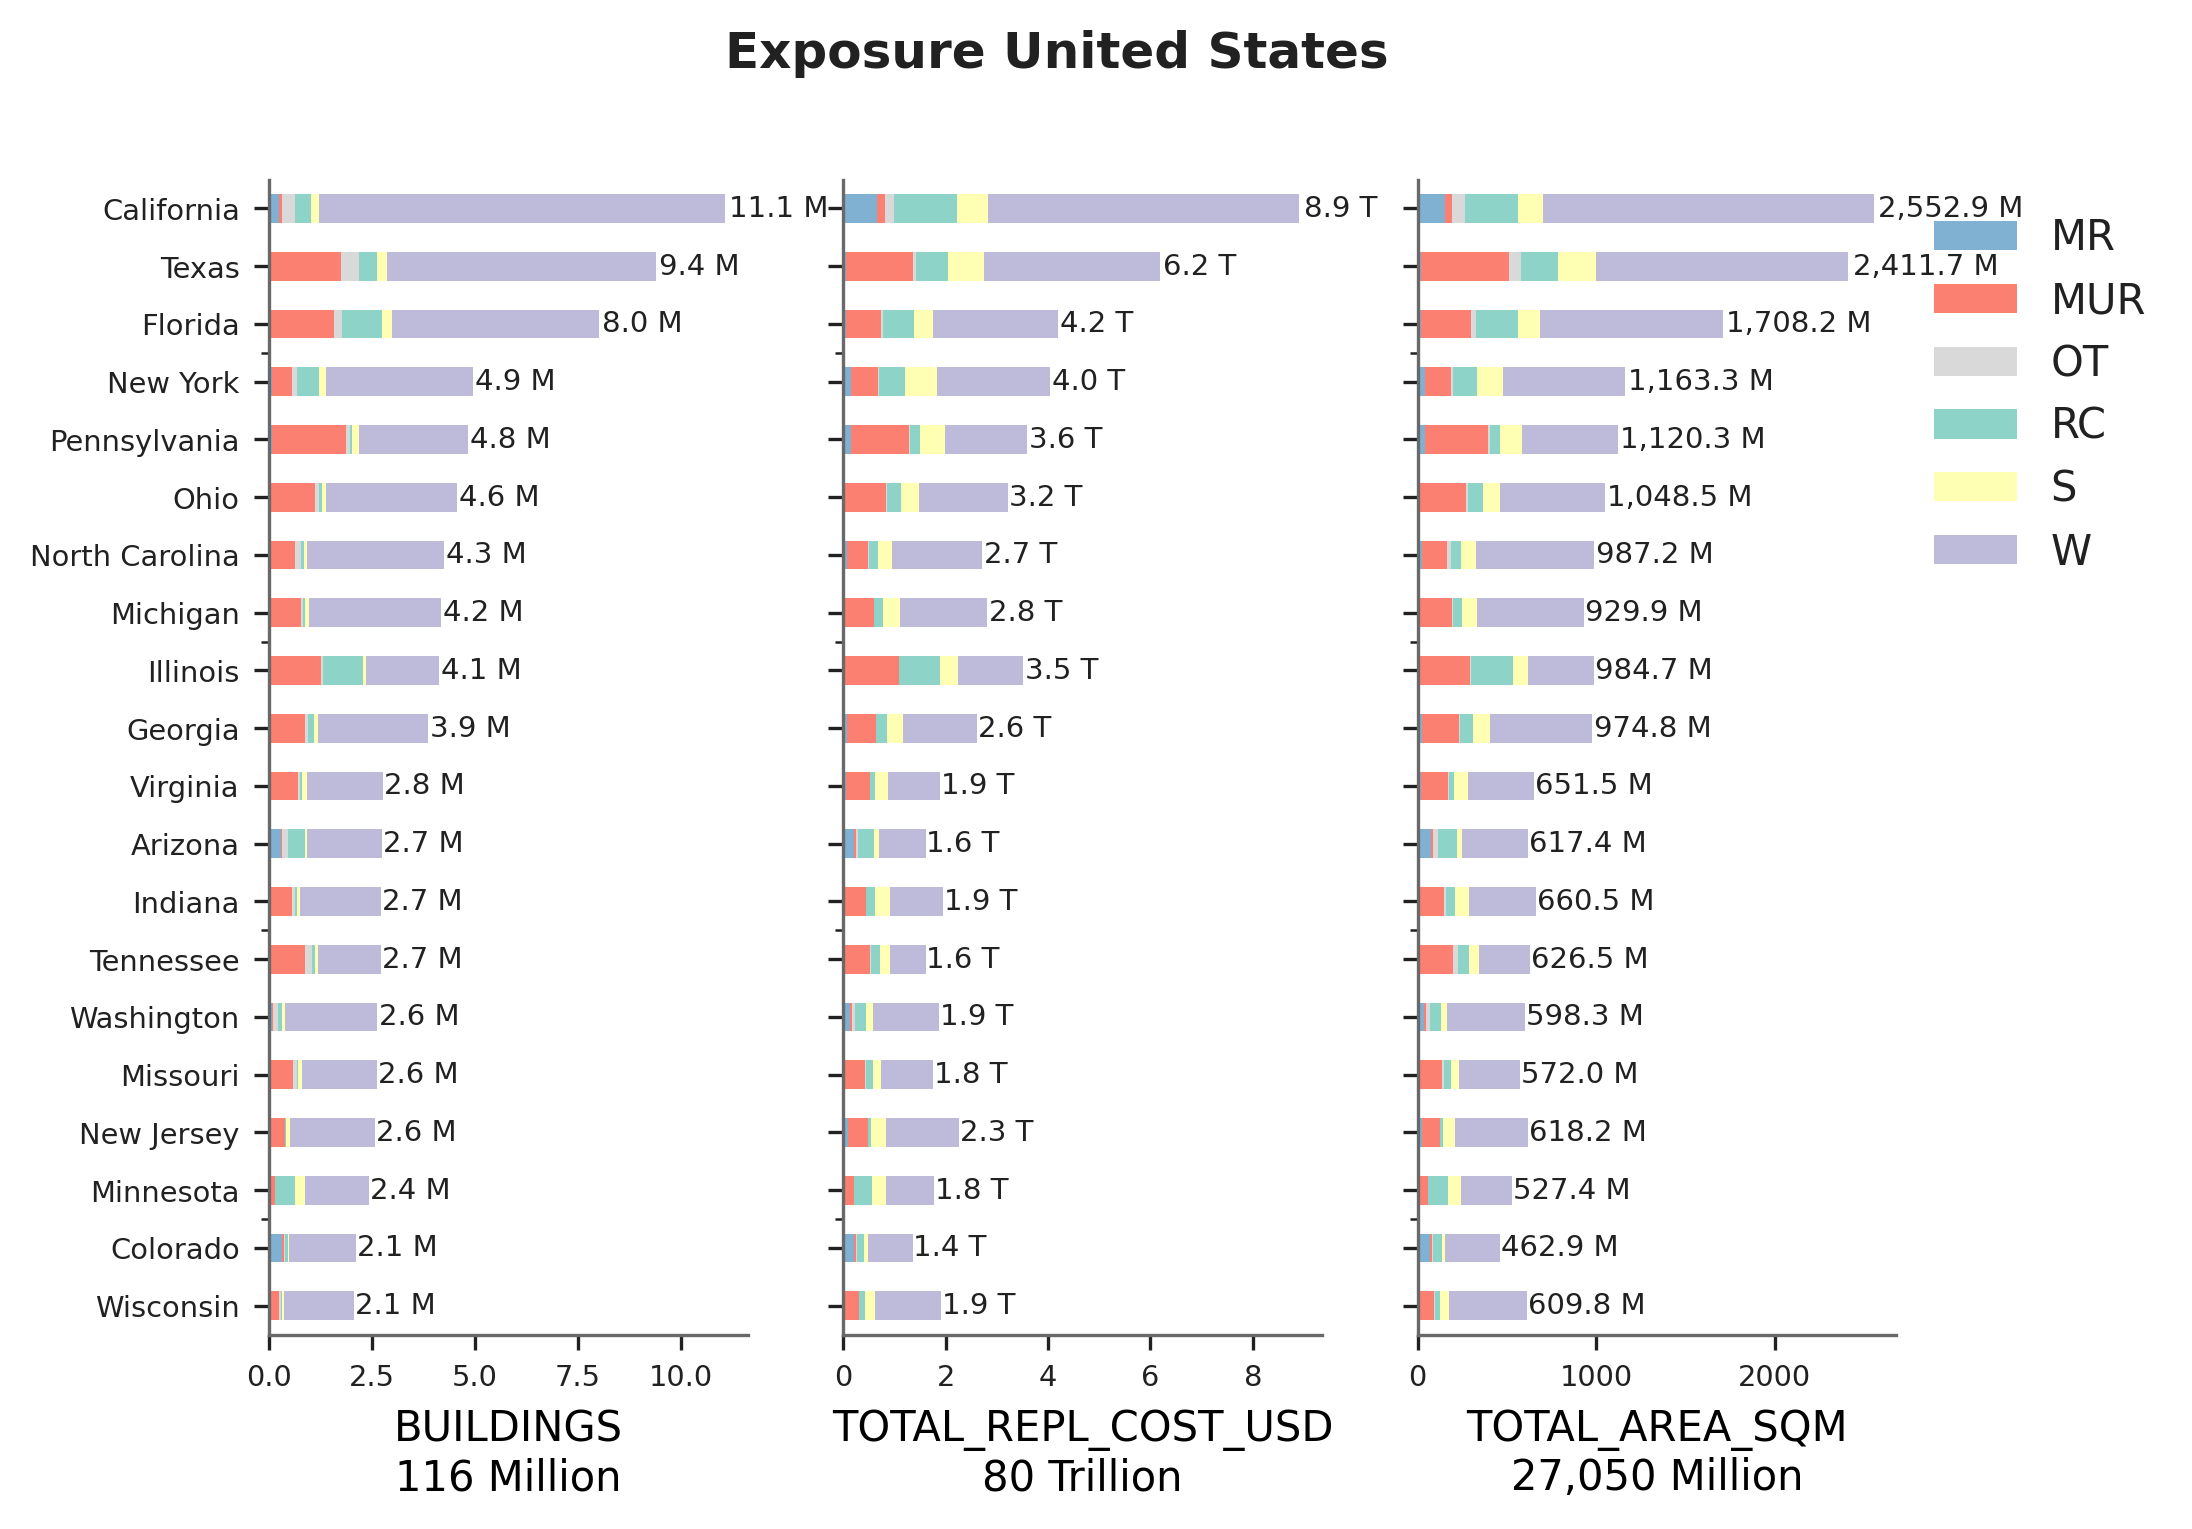 Exposure United States
California
Texas
Florida
New York
Pennsylvania
Ohio
North Carolina
Michigan
Illinois
Georgia
Virginia
Arizona
Indiana
Tennessee
Washington
Missouri
New Jersey
Minnesota
Colorado
Wisconsin
11.1 M
9.4 M
8.0 M
4.9 M
4.8 M
4.6 M
4.3 M
4.2 M
4.1 M
3.9 M
2.8 M
2.7 M
2.7 M
2.7 M
2.6 M
2.6 M
2.6 M
2.4 M
2.1 M
2.1 M
0.0 2.5 5.0 7.5 10.0
BUILDINGS
116 Million
8.9 T
6.2 T
4.2 T
4.0 T
3.6 T
3.2 T
2.7 T
2.8 T
3.5 T
2.6 T
1.9 T
1.6 T
1.9 T
1.6 T
1.9 T
1.8 T
2.3 T
1.8 T
1.4 T
1.9 T
0 2 4 6 8
TOTAL_REPL_COST_USD
80 Trillion
2,552.9 M
2,411.7 M
1,708.2 M
1,163.3 M
1,120.3 M
1,048.5 M
987.2 M
929.9 M
984.7 M
974.8 M
651.5 M
617.4 M
660.5 M
626.5 M
598.3 M
572.0 M
618.2 M
527.4 M
462.9 M
609.8 M
0 1000 2000
TOTAL_AREA_SQM
27,050 Million
MR
MUR
OT
RC
S
W